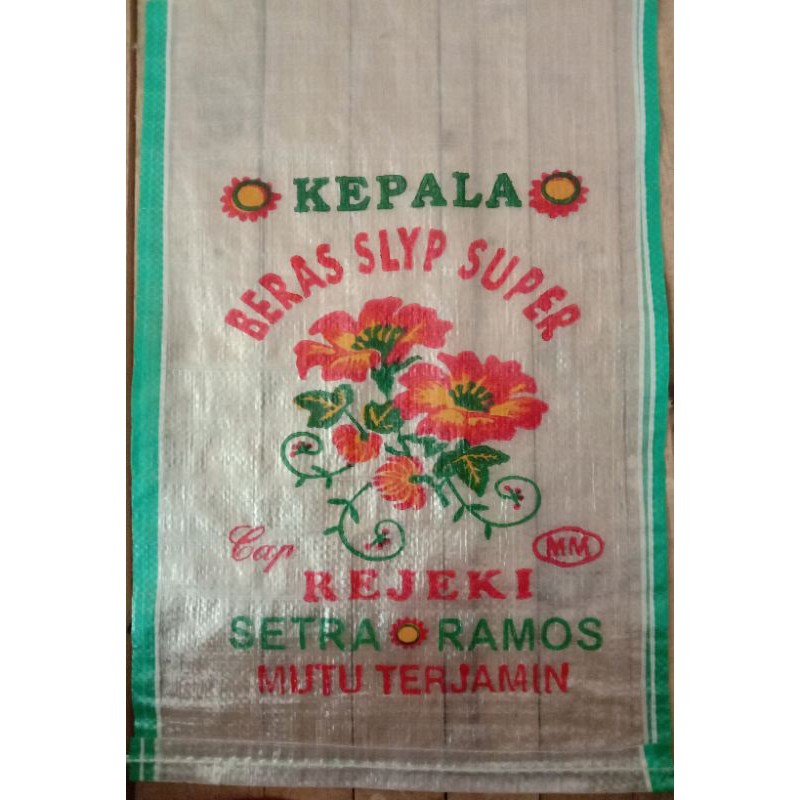 KEPALA
BERAS SLYP SUPER
Cap
MM
REJEKI
SETRA RAMOS
MUTU TERJAMIN